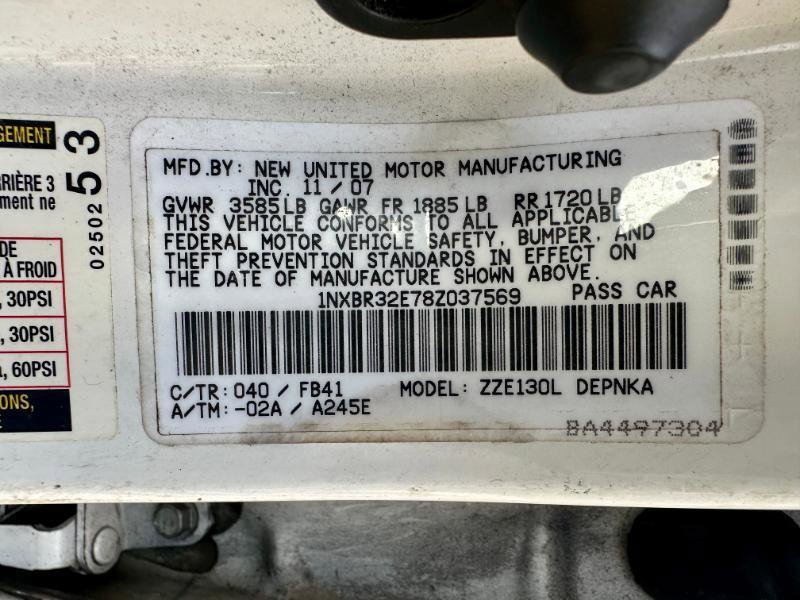 GEMENT
RRIÈRE 3
ment ne
53
02502
DE
À FROID
, 30PSI
, 30PSI
, 60PSI
ONS,
E
MFD.BY: NEW UNITED MOTOR MANUFACTURING
INC. 11 / 07
GVWR 3585LB GAWR FR 1885LB RR1720LB
THIS VEHICLE CONFORMS TO ALL APPLICABLE
FEDERAL MOTOR VEHICLE SAFETY, BUMPER, AND
THEFT PREVENTION STANDARDS IN EFFECT ON
THE DATE OF MANUFACTURE SHOWN ABOVE.
1NXBR32E78Z037569 PASS CAR
C/TR: 040 / FB41 MODEL: ZZE130L DEPNKA
A/TM: -02A / A245E
BA4497304